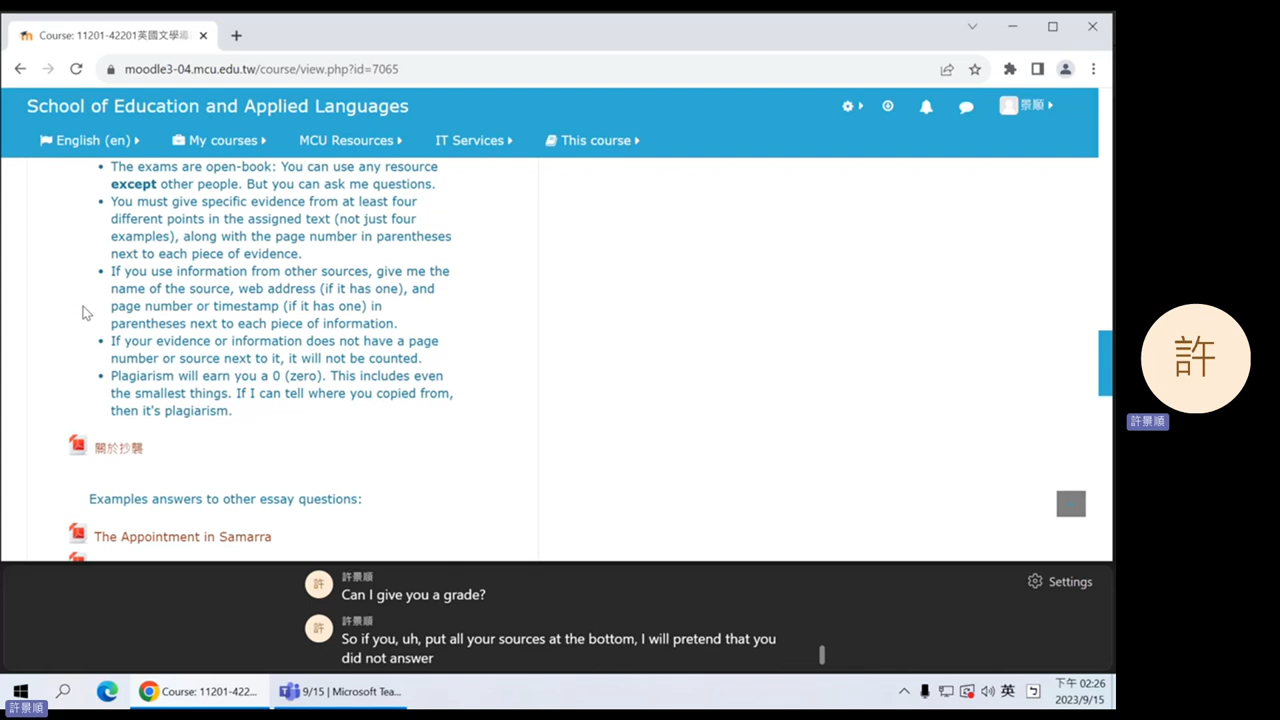 Course: 11201-42201英國文學
moodle3-04.mcu.edu.tw/course/view.php?id=7065
School of Education and Applied Languages
景順
English (en)
My courses
MCU Resources
IT Services
This course
The exams are open-book: You can use any resource
except other people. But you can ask me questions.
You must give specific evidence from at least four
different points in the assigned text (not just four
examples), along with the page number in parentheses
next to each piece of evidence.
If you use information from other sources, give me the
name of the source, web address (if it has one), and
page number or timestamp (if it has one) in
parentheses next to each piece of information.
If your evidence or information does not have a page
number or source next to it, it will not be counted.
Plagiarism will earn you a 0 (zero). This includes even
the smallest things. If I can tell where you copied from,
then it's plagiarism.
關於抄襲
Examples answers to other essay questions:
The Appointment in Samarra
許
許景順
許
許景順
Can I give you a grade?
Settings
許
許景順
So if you, uh, put all your sources at the bottom, I will pretend that you
did not answer
Course: 11201-422...
9/15 | Microsoft Tea...
英
下午 02:26
2023/9/15
許景順